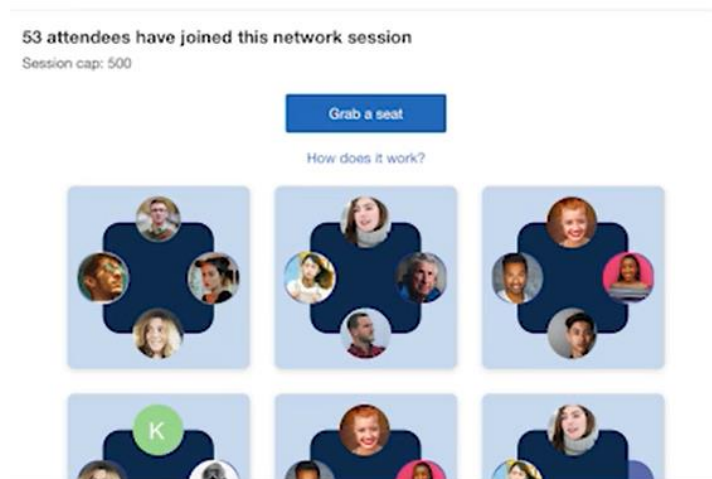 53 attendees have joined this network session
Session cap: 500
Grab a seat
How does it work?
K